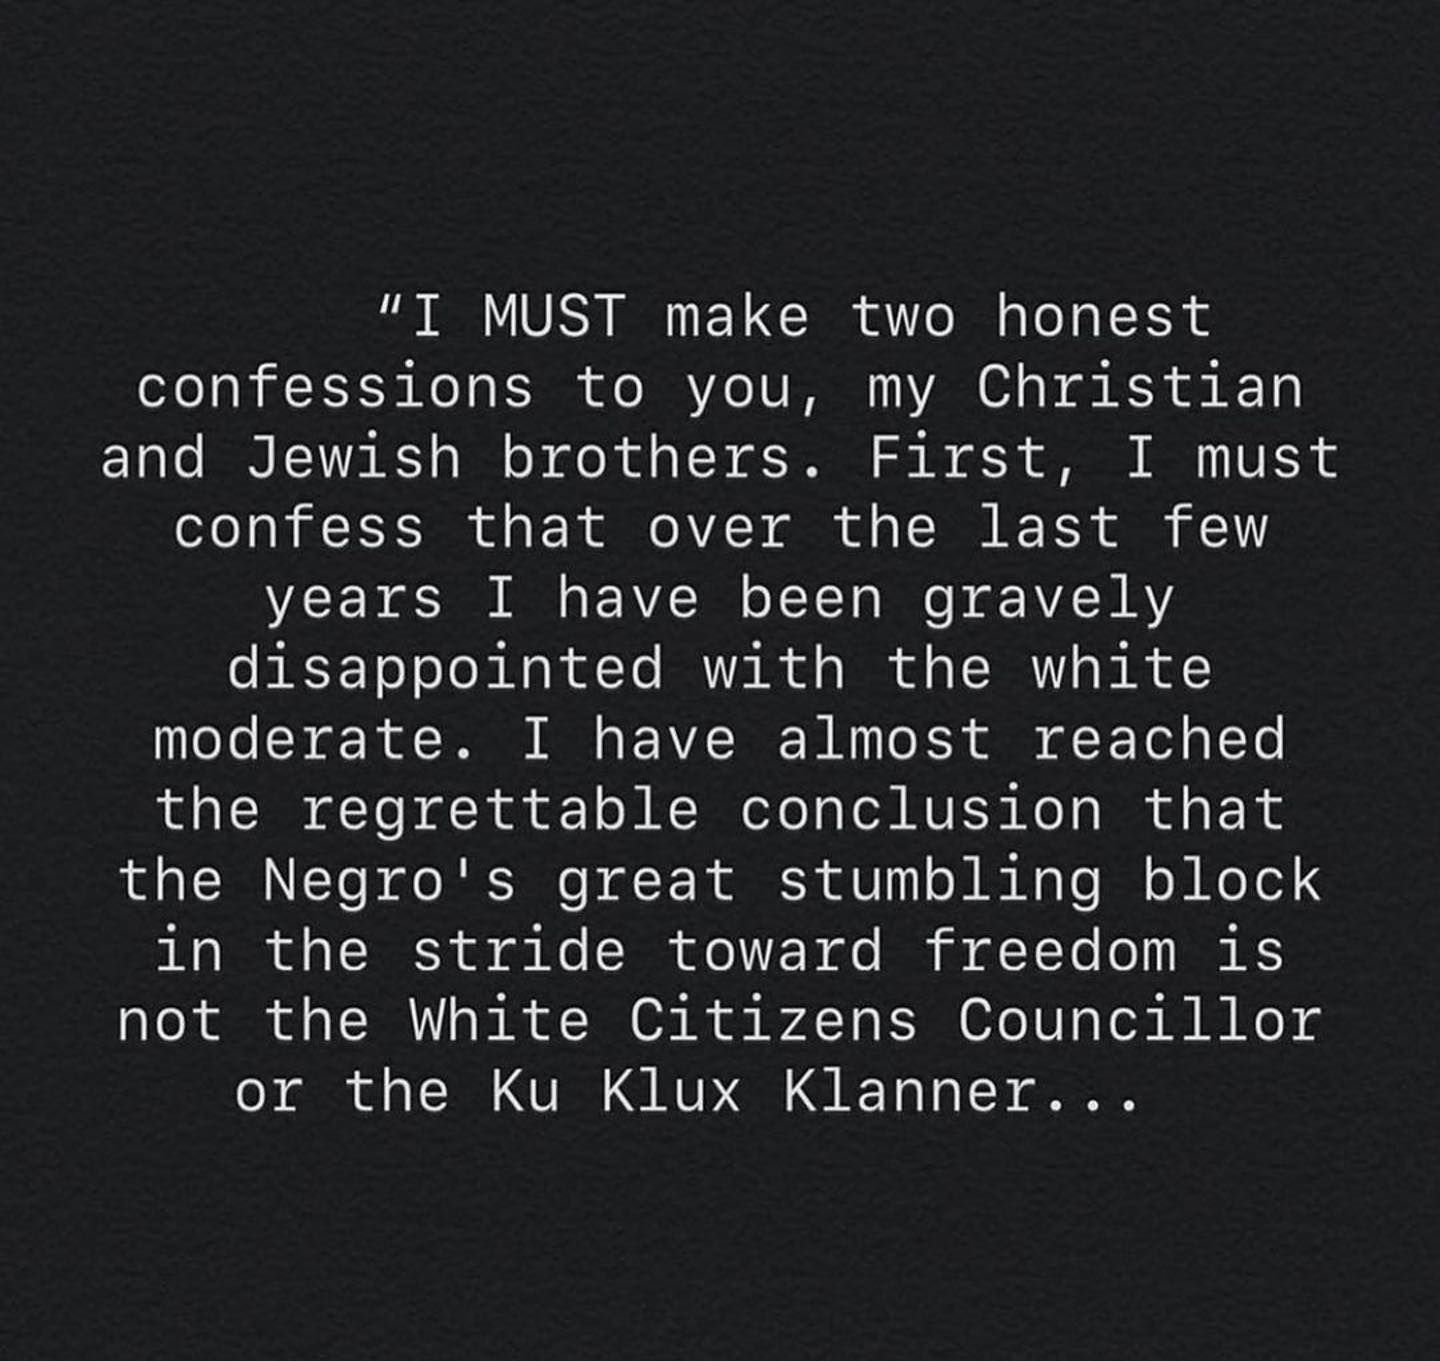 "I MUST make two honest
confessions to you, my Christian
and Jewish brothers. First, I must
confess that over the last few
years I have been gravely
disappointed with the white
moderate. I have almost reached
the regrettable conclusion that
the Negro's great stumbling block
in the stride toward freedom is
not the White Citizens Councillor
or the Ku Klux Klanner...